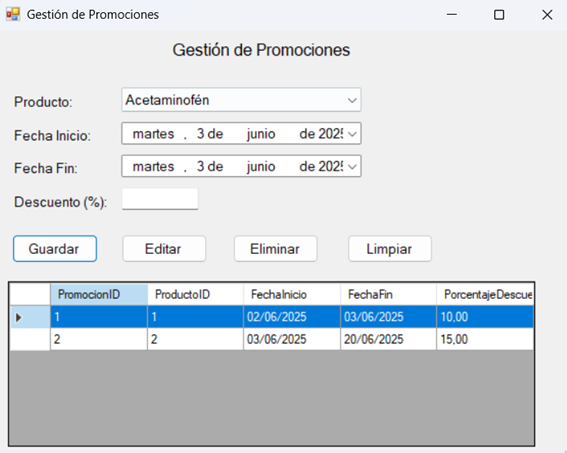 Gestión de Promociones
Gestión de Promociones
Producto: Acetaminofén
Fecha Inicio: martes , 3 de junio de 2025
Fecha Fin: martes , 3 de junio de 2025
Descuento (%):
Guardar Editar Eliminar Limpiar
PromocionID ProductoID FechaInicio FechaFin PorcentajeDescue
1 1 02/06/2025 03/06/2025 10,00
2 2 03/06/2025 20/06/2025 15,00